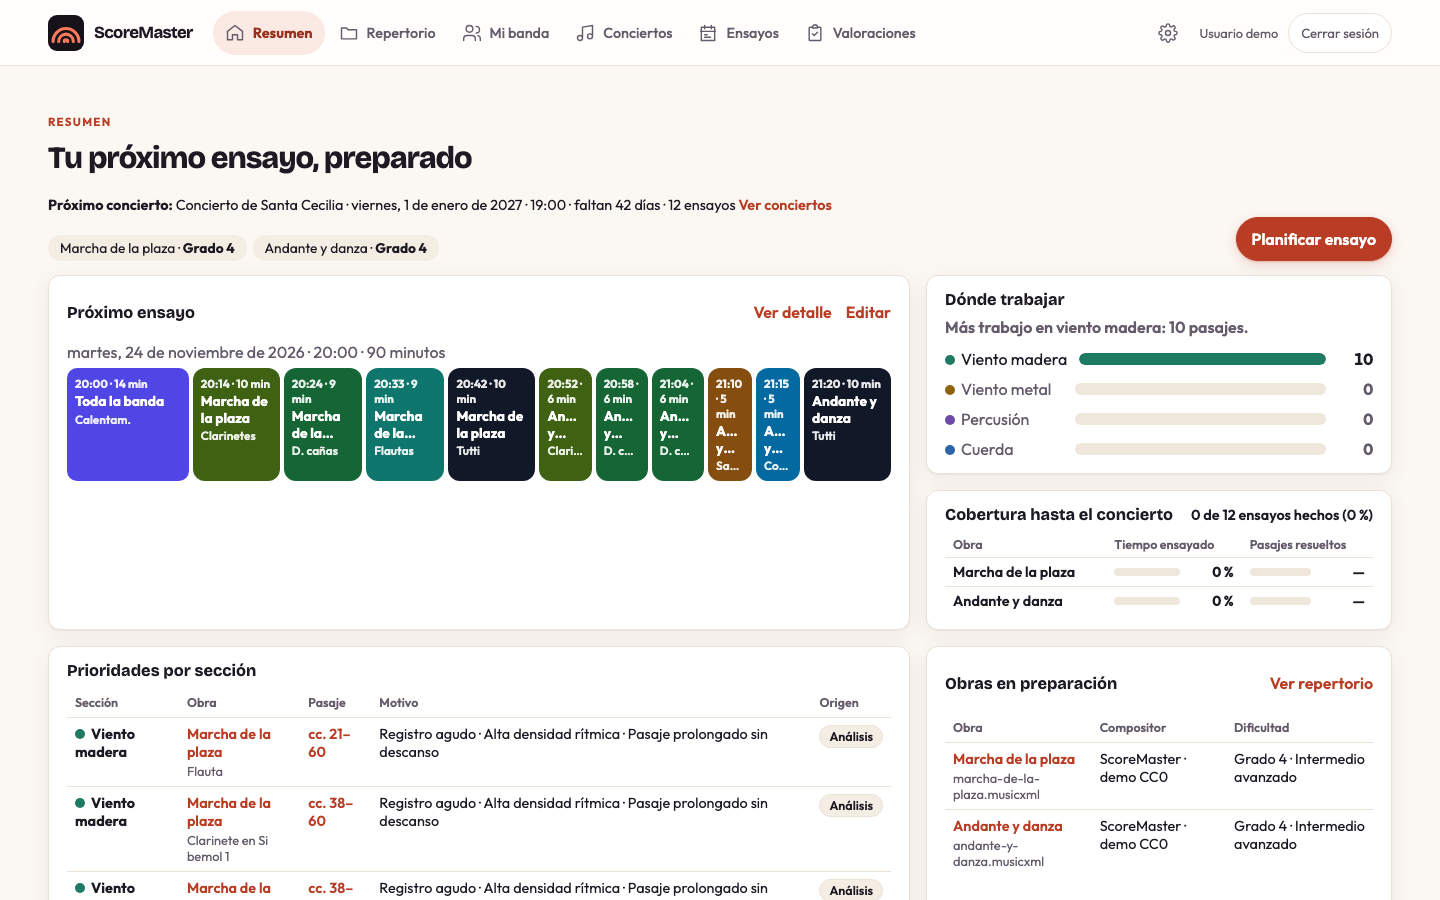 ScoreMaster
Resumen
Repertorio
Mi banda
Conciertos
Ensayos
Valoraciones
Usuario demo
Cerrar sesión
RESUMEN
Tu próximo ensayo, preparado
Próximo concierto: Concierto de Santa Cecilia · viernes, 1 de enero de 2027 · 19:00 · faltan 42 días · 12 ensayos Ver conciertos
Marcha de la plaza · Grado 4
Andante y danza · Grado 4
Planificar ensayo
Próximo ensayo
Ver detalle
Editar
martes, 24 de noviembre de 2026 · 20:00 · 90 minutos
20:00 · 14 min
Toda la banda
Calentam.
20:14 · 10 min
Marcha de
la plaza
Clarinetes
20:24 · 9
min
Marcha
de la...
D. cañas
20:33 · 9
min
Marcha
de la...
Flautas
20:42 · 10
min
Marcha de
la plaza
Tutti
20:52 ·
6 min
An...
y...
Clari...
20:58 ·
6 min
An...
y...
D. c...
21:04 ·
6 min
An...
y...
D. c...
21:10
· 5
min
A...
y...
Sa...
21:15
· 5
min
A...
y...
Co...
21:20 · 10 min
Andante y
danza
Tutti
Dónde trabajar
Más trabajo en viento madera: 10 pasajes.
Viento madera 10
Viento metal 0
Percusión 0
Cuerda 0
Cobertura hasta el concierto
0 de 12 ensayos hechos (0 %)
Obra Tiempo ensayado Pasajes resueltos
Marcha de la plaza 0 % —
Andante y danza 0 % —
Prioridades por sección
Sección Obra Pasaje Motivo Origen
Viento
madera
Marcha de la
plaza
Flauta
cc. 21–
60
Registro agudo · Alta densidad rítmica · Pasaje prolongado sin
descanso
Análisis
Viento
madera
Marcha de la
plaza
Clarinete en Si
bemol 1
cc. 38–
60
Registro agudo · Alta densidad rítmica · Pasaje prolongado sin
descanso
Análisis
Viento
Marcha de la
cc. 38–
Registro agudo · Alta densidad rítmica · Pasaje prolongado sin
Análisis
Obras en preparación
Ver repertorio
Obra Compositor Dificultad
Marcha de la plaza
marcha-de-la-
plaza.musicxml
ScoreMaster ·
demo CC0
Grado 4 · Intermedio
avanzado
Andante y danza
andante-y-
danza.musicxml
ScoreMaster ·
demo CC0
Grado 4 · Intermedio
avanzado